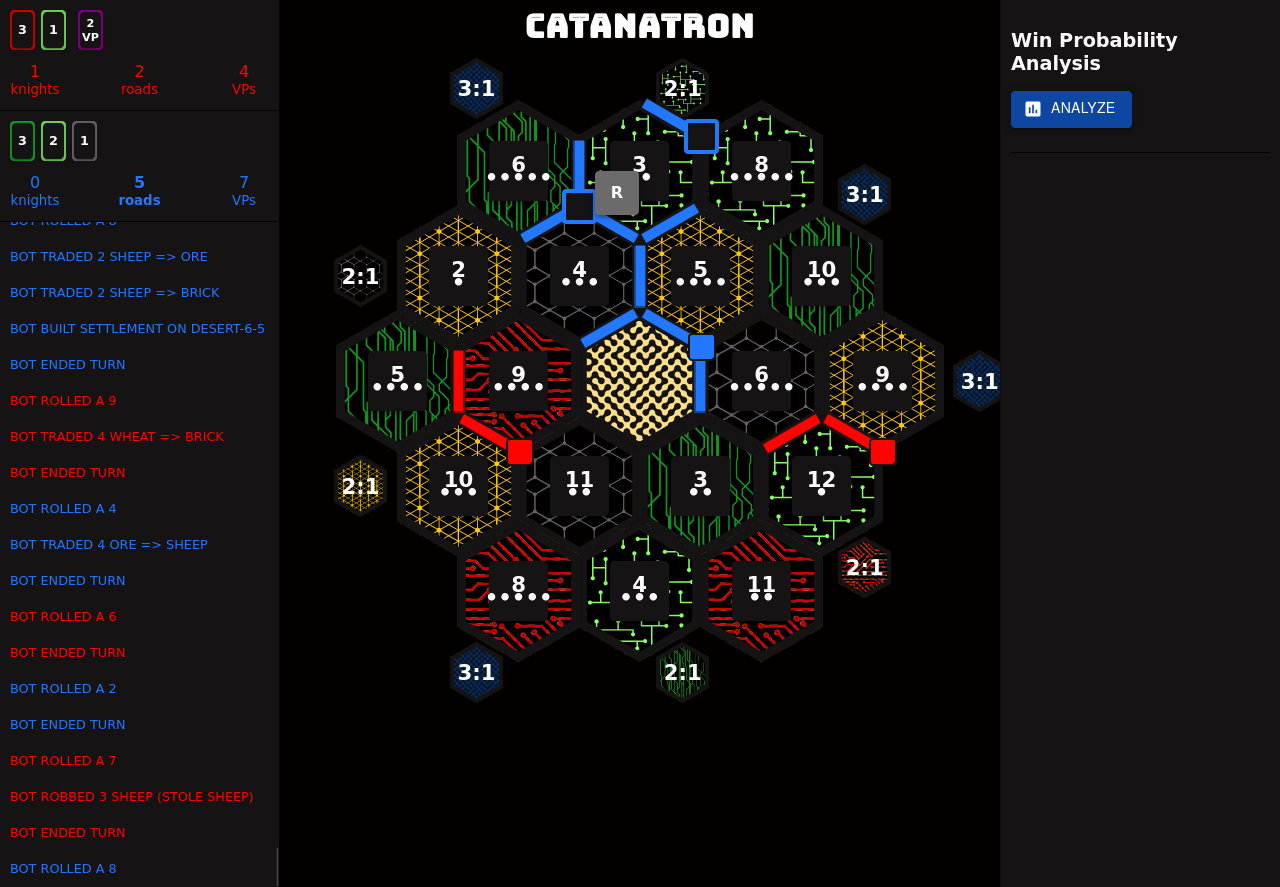 3 1 2 VP
1 2 4
knights roads VPs
3 2 1
0 5 7
knights roads VPs
BOT ROLLED A 8
BOT TRADED 2 SHEEP => ORE
BOT TRADED 2 SHEEP => BRICK
BOT BUILT SETTLEMENT ON DESERT-6-5
BOT ENDED TURN
BOT ROLLED A 9
BOT TRADED 4 WHEAT => BRICK
BOT ENDED TURN
BOT ROLLED A 4
BOT TRADED 4 ORE => SHEEP
BOT ENDED TURN
BOT ROLLED A 6
BOT ENDED TURN
BOT ROLLED A 2
BOT ENDED TURN
BOT ROLLED A 7
BOT ROBBED 3 SHEEP (STOLE SHEEP)
BOT ENDED TURN
BOT ROLLED A 8
CATANATRON
3:1 2:1
6 3 8
R
3:1
2:1 2 4 5 10
5 9 6 9 3:1
2:1 10 11 3 12
2:1
8 4 11
3:1 2:1
Win Probability
Analysis
ANALYZE